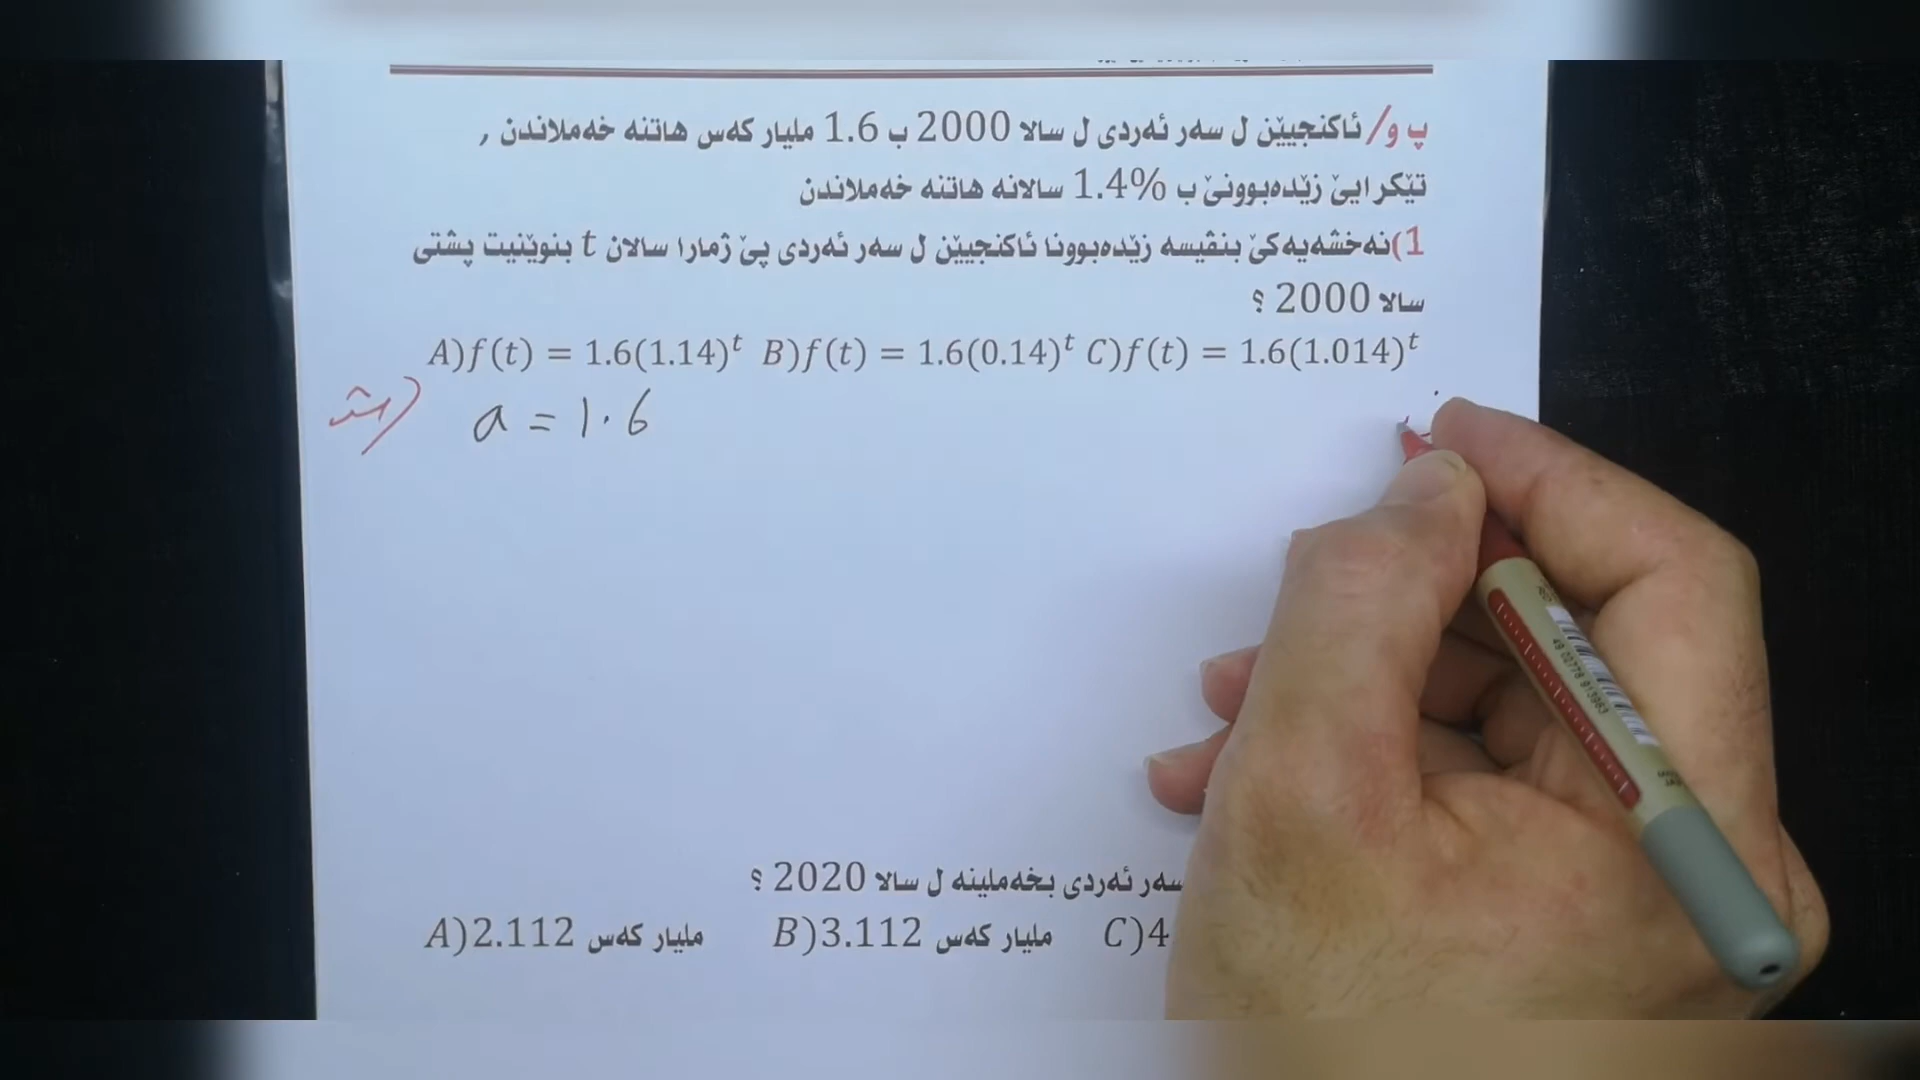 پ و/ ئاکنجیێن ل سەر ئەردی ل سالا 2000 ب 1.6 ملیار کەس هاتنە خەملاندن ,
تێکرایێ زێدەبوونێ ب 1.4% سالانە هاتنە خەملاندن
1)نەخشەیەکێ بنڤیسە زێدەبوونا ئاکنجیێن ل سەر ئەردی پێ ژمارا سالان t بنوێنیت پشتی
سالا 2000 ؟
A)f(t) = 1.6(1.14)^t B)f(t) = 1.6(0.14)^t C)f(t) = 1.6(1.014)^t
a = 1.6
سەر ئەردی بخەملینە ل سالا 2020 ؟
A)2.112 ملیار کەس B)3.112 ملیار کەس C)4